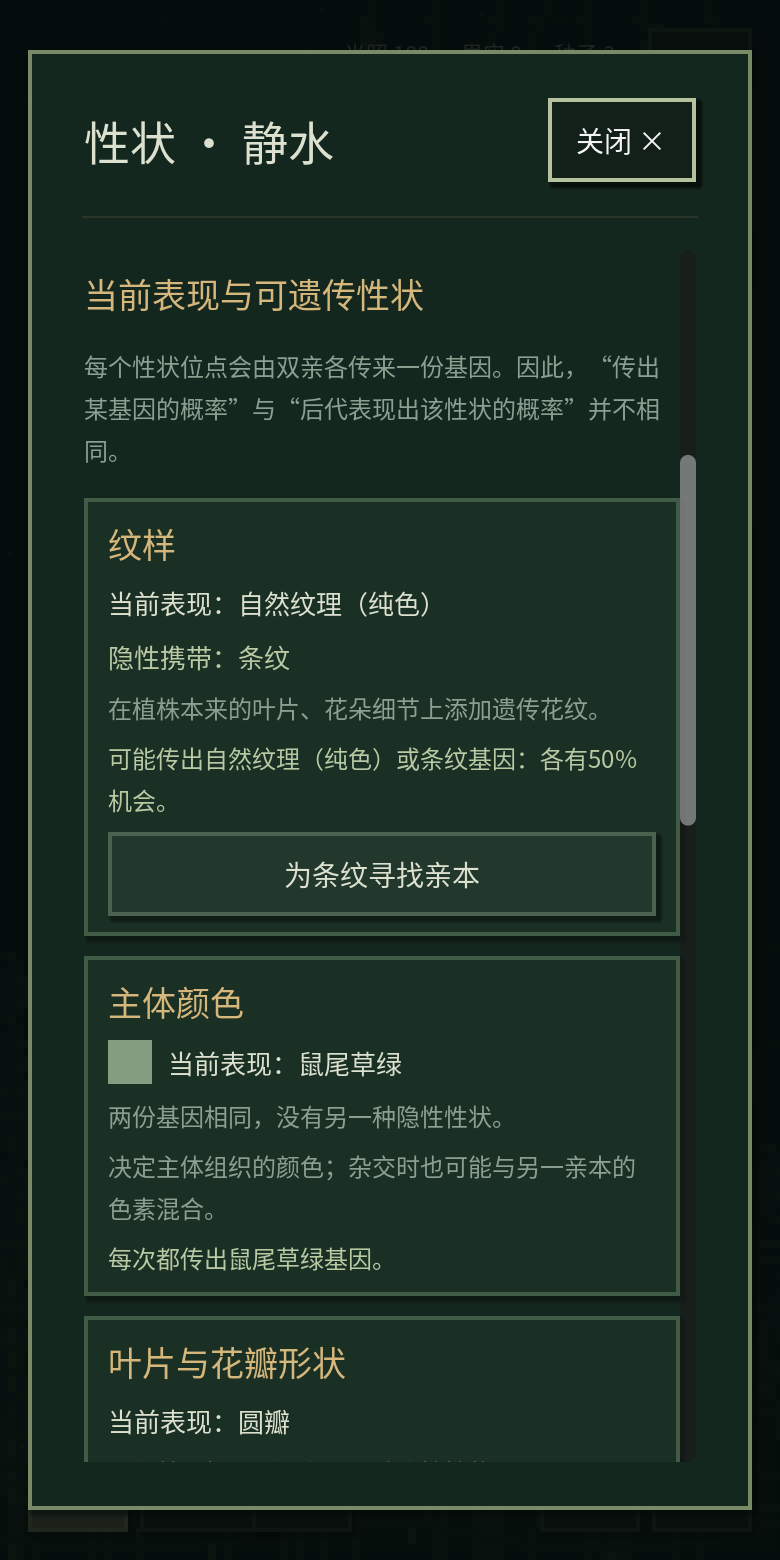 性状 · 静水
关闭 ×
当前表现与可遗传性状
每个性状位点会由双亲各传来一份基因。因此，“传出
某基因的概率”与“后代表现出该性状的概率”并不相
同。
纹样
当前表现：自然纹理（纯色）
隐性携带：条纹
在植株本来的叶片、花朵细节上添加遗传花纹。
可能传出自然纹理（纯色）或条纹基因：各有50%
机会。
为条纹寻找亲本
主体颜色
当前表现：鼠尾草绿
两份基因相同，没有另一种隐性性状。
决定主体组织的颜色；杂交时也可能与另一亲本的
色素混合。
每次都传出鼠尾草绿基因。
叶片与花瓣形状
当前表现：圆瓣